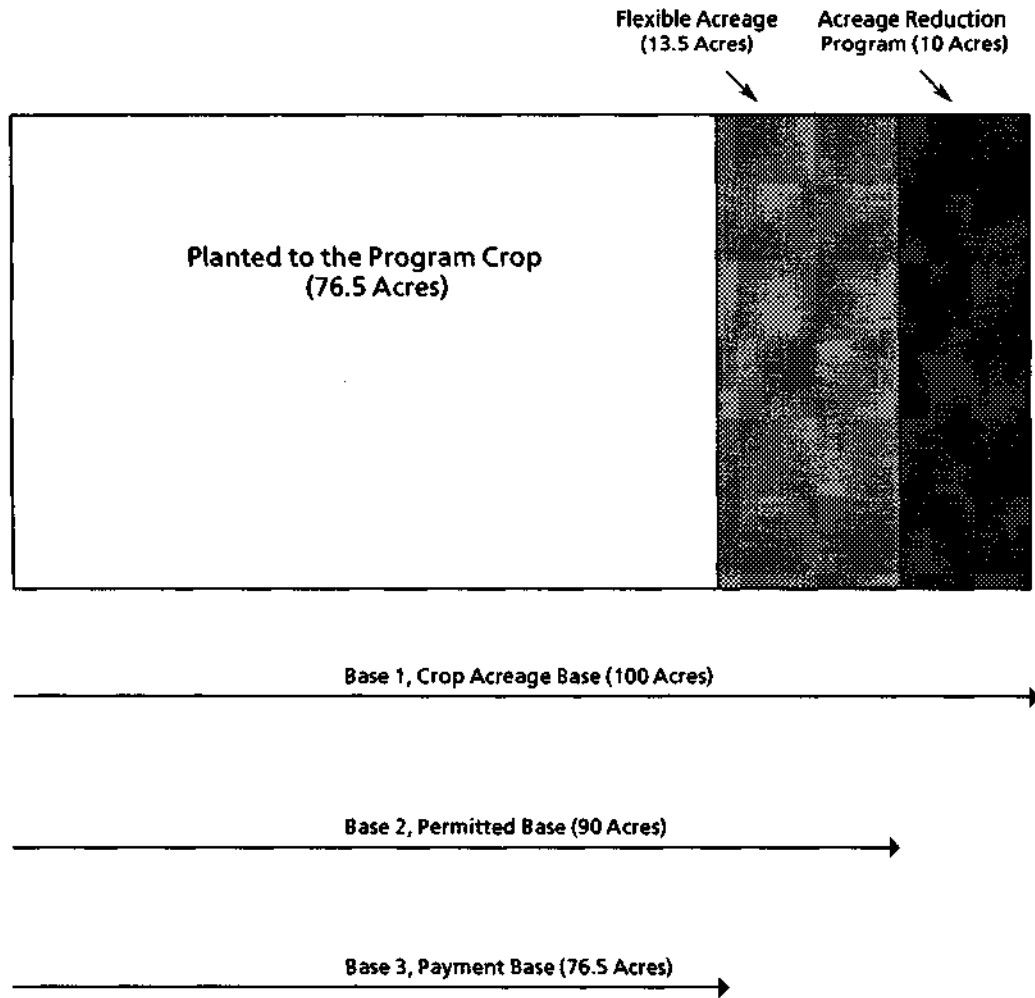 Flexible Acreage
(13.5 Acres)
Acreage Reduction
Program (10 Acres)
Planted to the Program Crop
(76.5 Acres)
Base 1, Crop Acreage Base (100 Acres)
Base 2, Permitted Base (90 Acres)
Base 3, Payment Base (76.5 Acres)